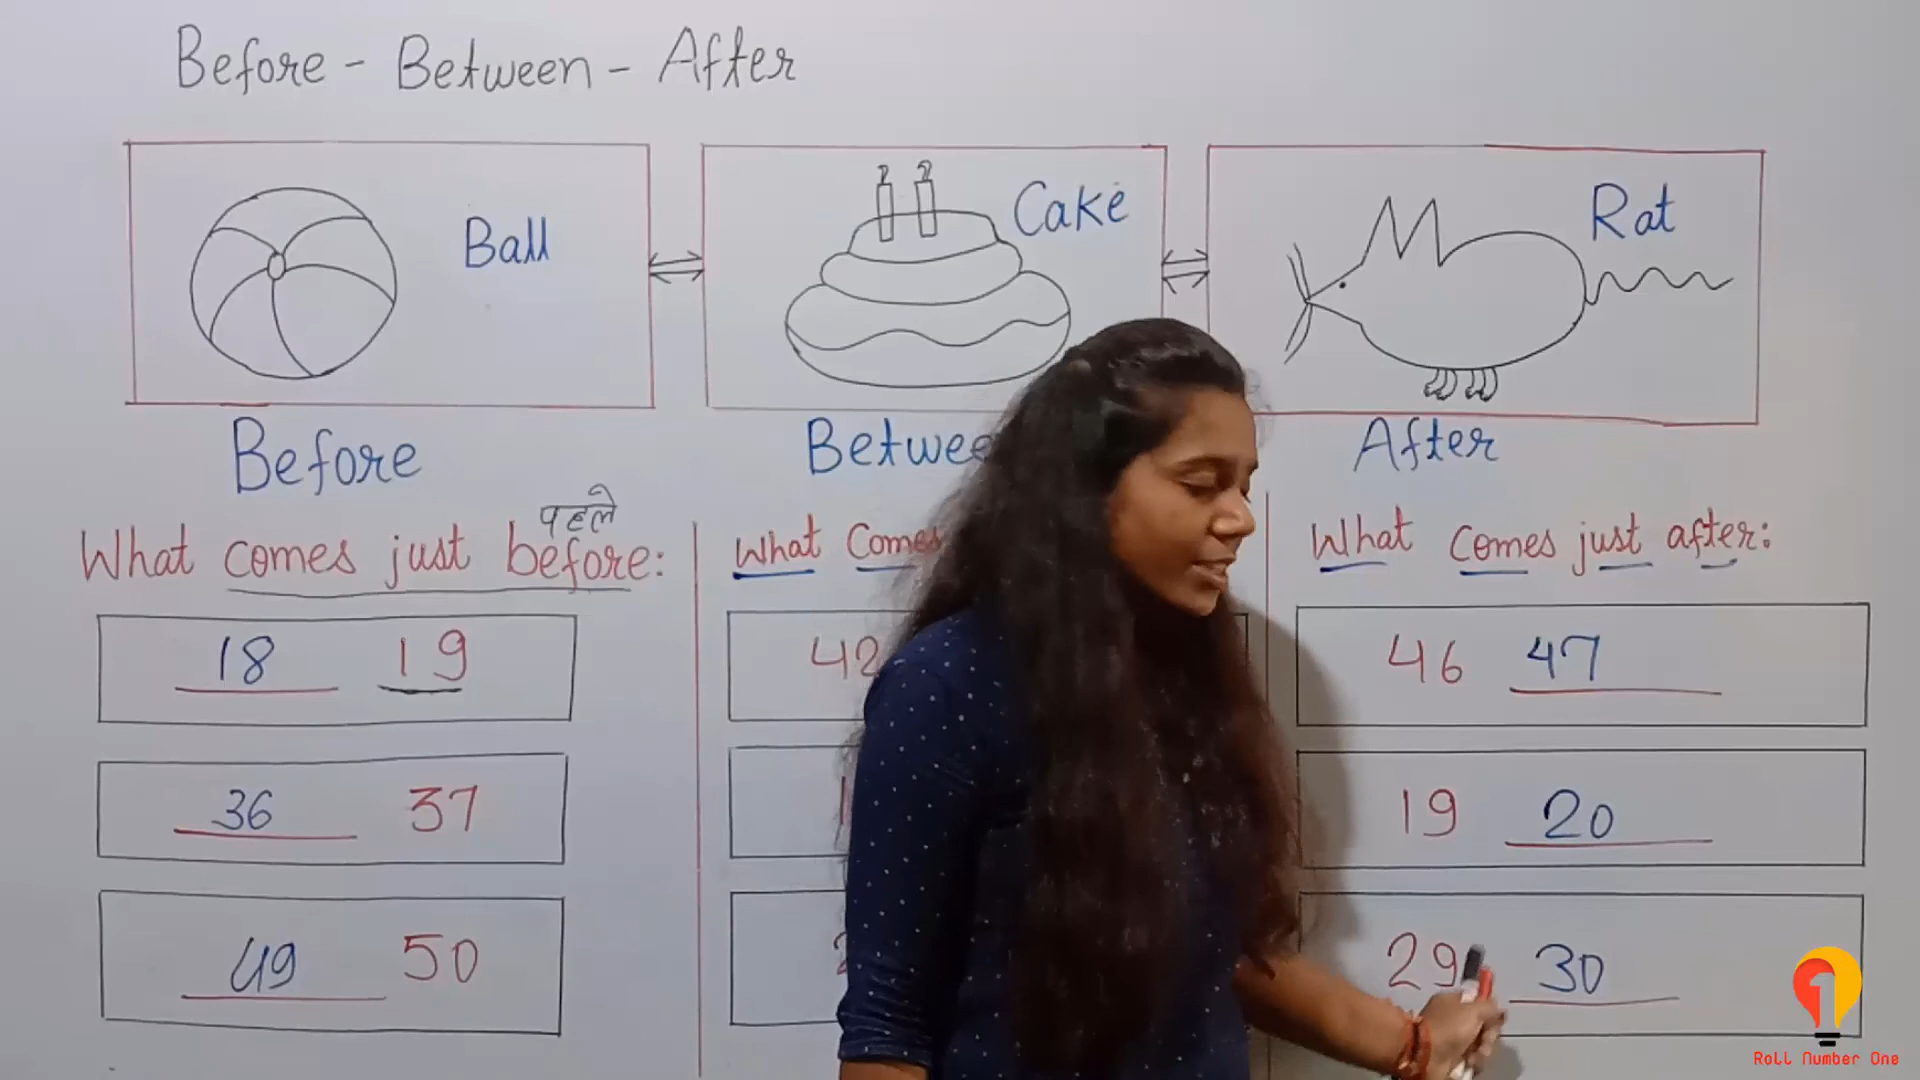 Before - Between - After
Ball
Cake
Rat
Before
After
पहले
What comes just before:
What Comes
What comes just after:
18 19
42
46 47
36 37
19 20
49 50
29 30
Roll Number One